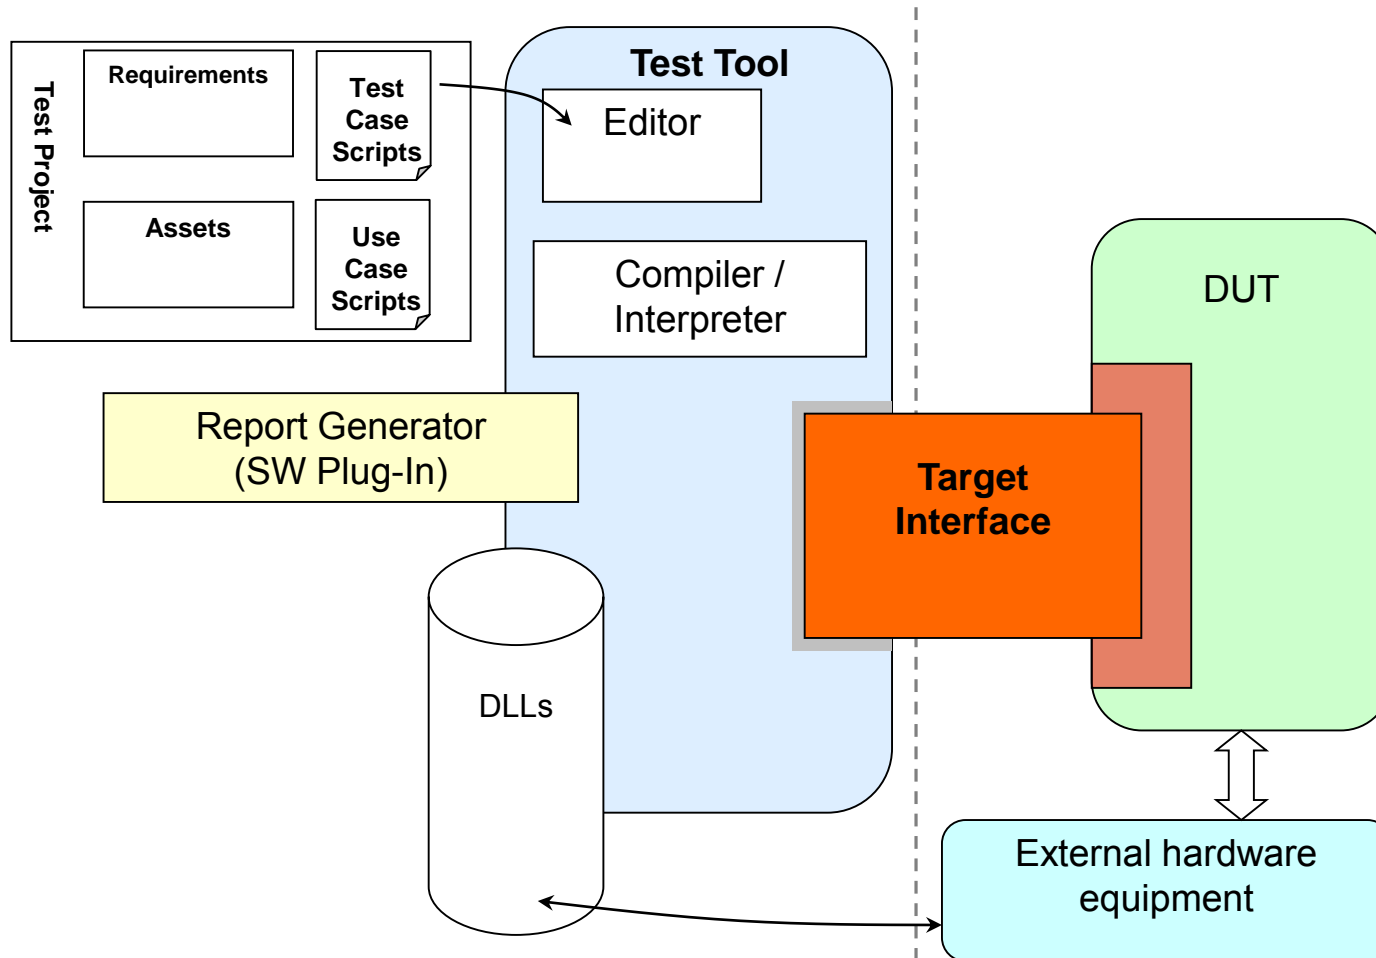 Test Project
Requirements
Test
Case
Scripts
Assets
Use
Case
Scripts
Test Tool
Editor
Compiler /
Interpreter
Report Generator
(SW Plug-In)
DLLs
Target
Interface
DUT
External hardware
equipment